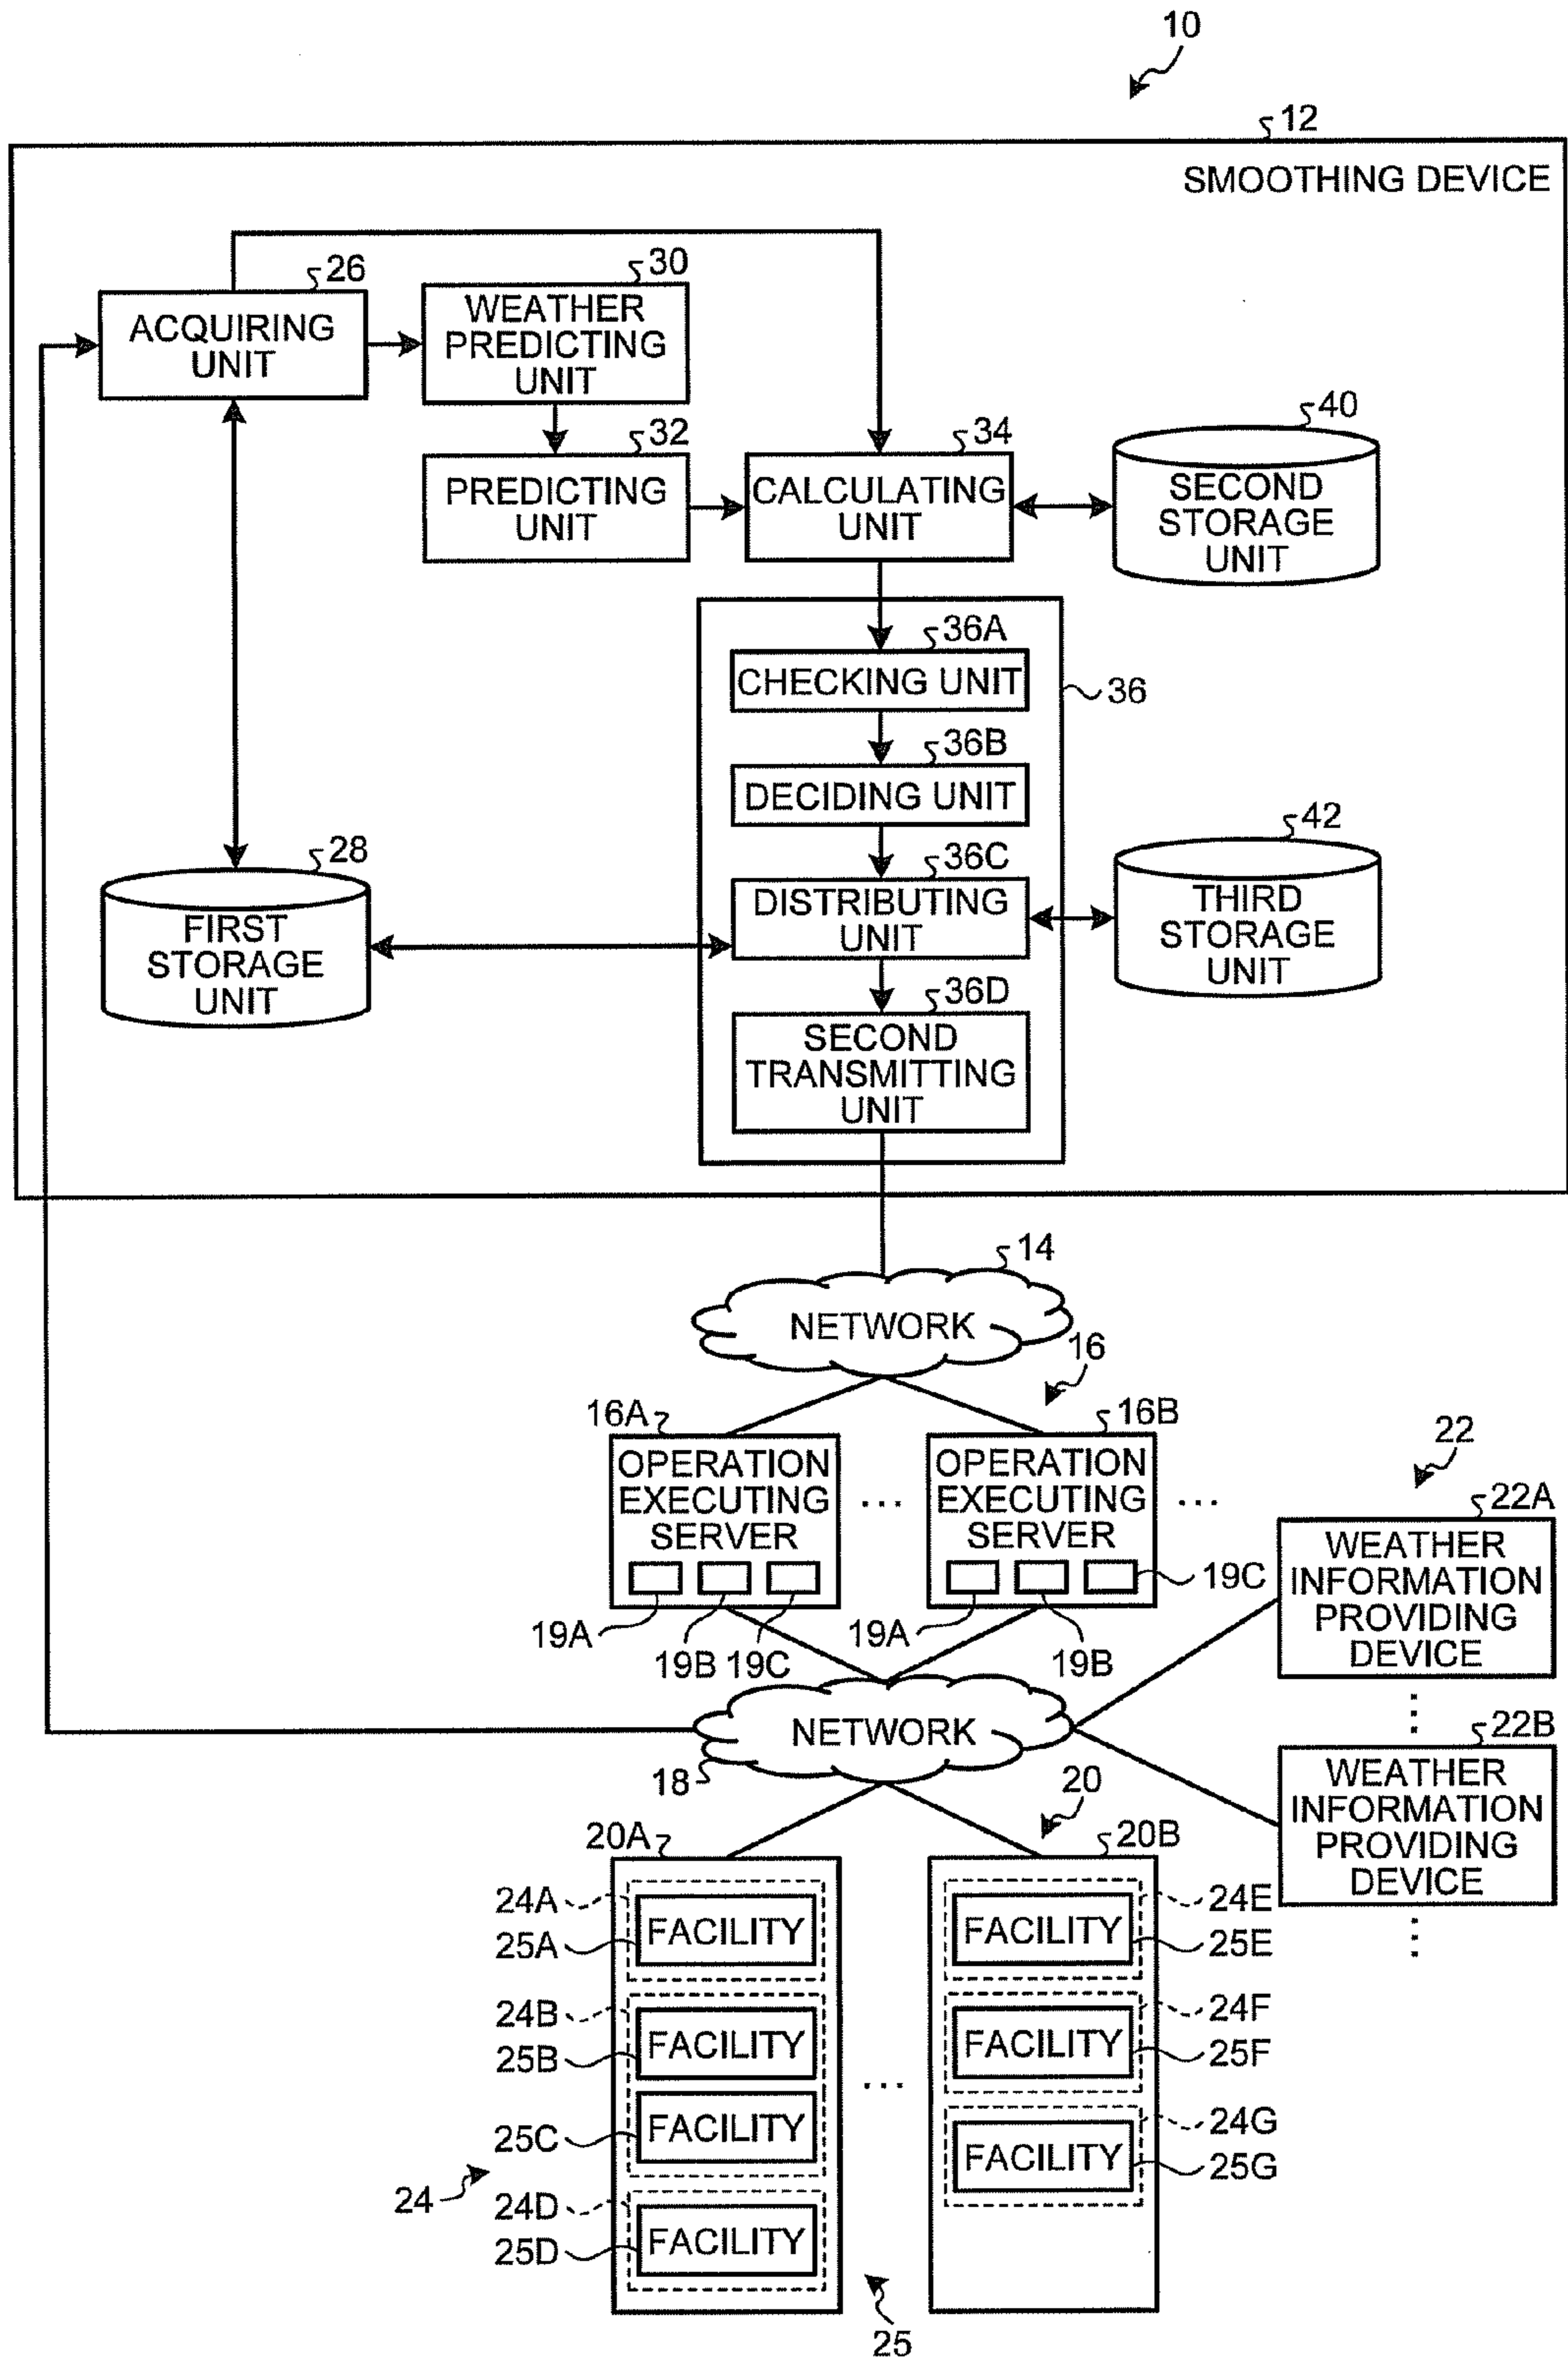 10
12
SMOOTHING DEVICE
26
ACQUIRING
UNIT
30
WEATHER
PREDICTING
UNIT
32
PREDICTING
UNIT
34
CALCULATING
UNIT
40
SECOND
STORAGE
UNIT
36A
CHECKING UNIT
36
36B
DECIDING UNIT
28
FIRST
STORAGE
UNIT
36C
DISTRIBUTING
UNIT
42
THIRD
STORAGE
UNIT
36D
SECOND
TRANSMITTING
UNIT
14
NETWORK
16
16A
OPERATION
EXECUTING
SERVER
19A
19B
19C
...
16B
OPERATION
EXECUTING
SERVER
19A
19B
19C
...
22
22A
WEATHER
INFORMATION
PROVIDING
DEVICE
22B
WEATHER
INFORMATION
PROVIDING
DEVICE
NETWORK
18
20
20A
24A
FACILITY
25A
24B
FACILITY
25B
FACILITY
25C
24
24D
FACILITY
25D
...
20B
24E
FACILITY
25E
24F
FACILITY
25F
24G
FACILITY
25G
25